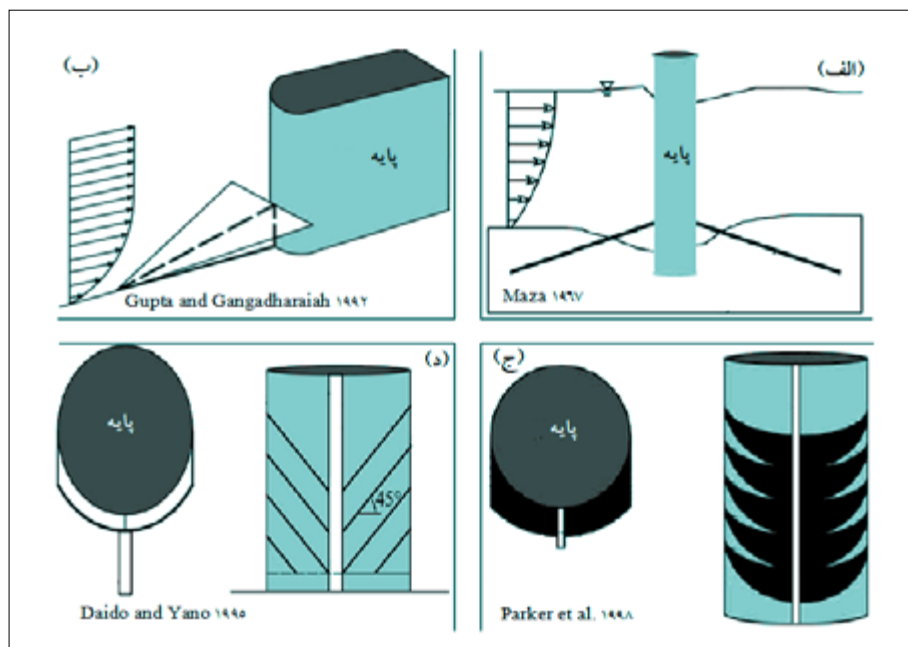 (الف)
پایه
Maza ۱۹۶۷
(ب)
پایه
Gupta and Gangadharaiah ۱۹۹۲
(ج)
پایه
Parker et al. ۱۹۹۸
(د)
پایه
45°
Daido and Yano ۱۹۹۵